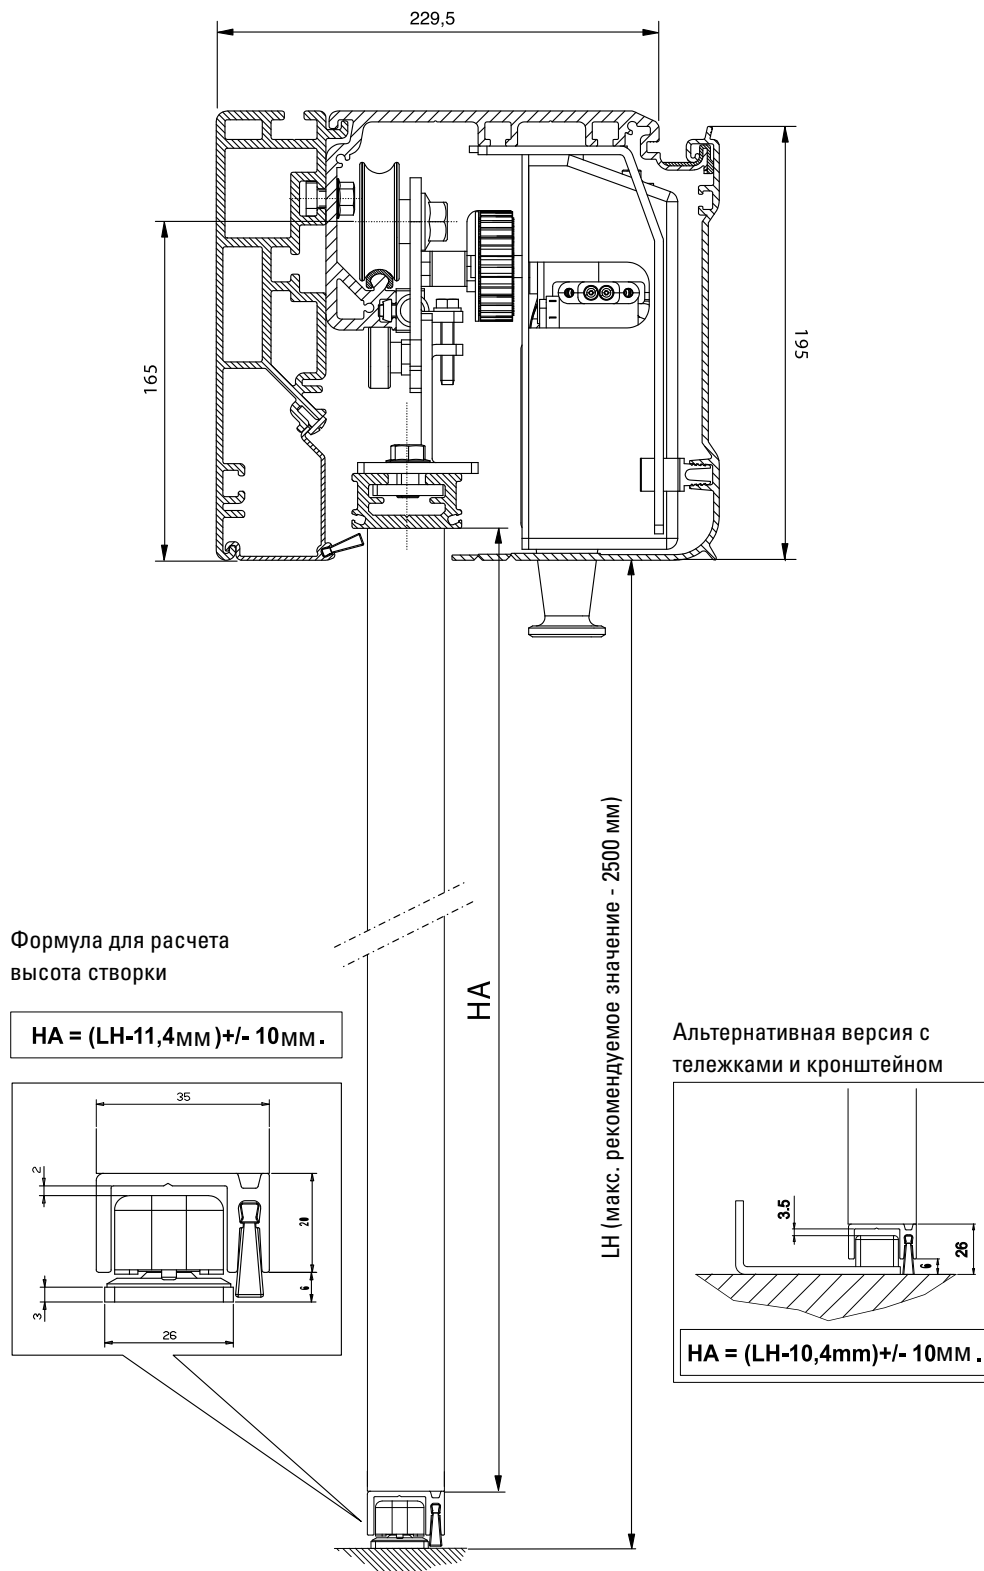 229,5
195
165
LH (макс. рекомендуемое значение - 2500 мм)
HA
Формула для расчета
высота створки
HA = (LH-11,4мм)+/- 10мм.
35
2
20
6
3
26
Альтернативная версия с
тележками и кронштейном
3.5
26
6
HA = (LH-10,4mm)+/- 10мм.